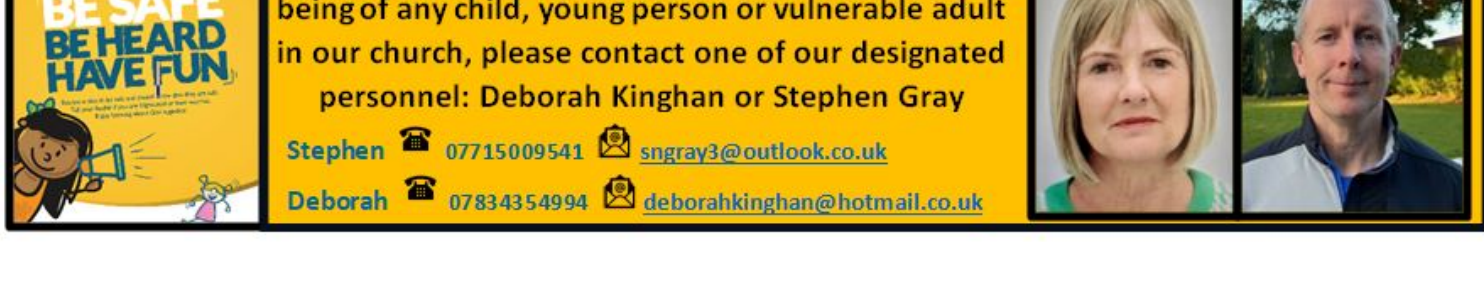 BE SAFE
BE HEARD
HAVE FUN
being of any child, young person or vulnerable adult
in our church, please contact one of our designated
personnel: Deborah Kinghan or Stephen Gray
Stephen 07715009541 sngray3@outlook.co.uk
Deborah 07834354994 deborahkinghan@hotmail.co.uk